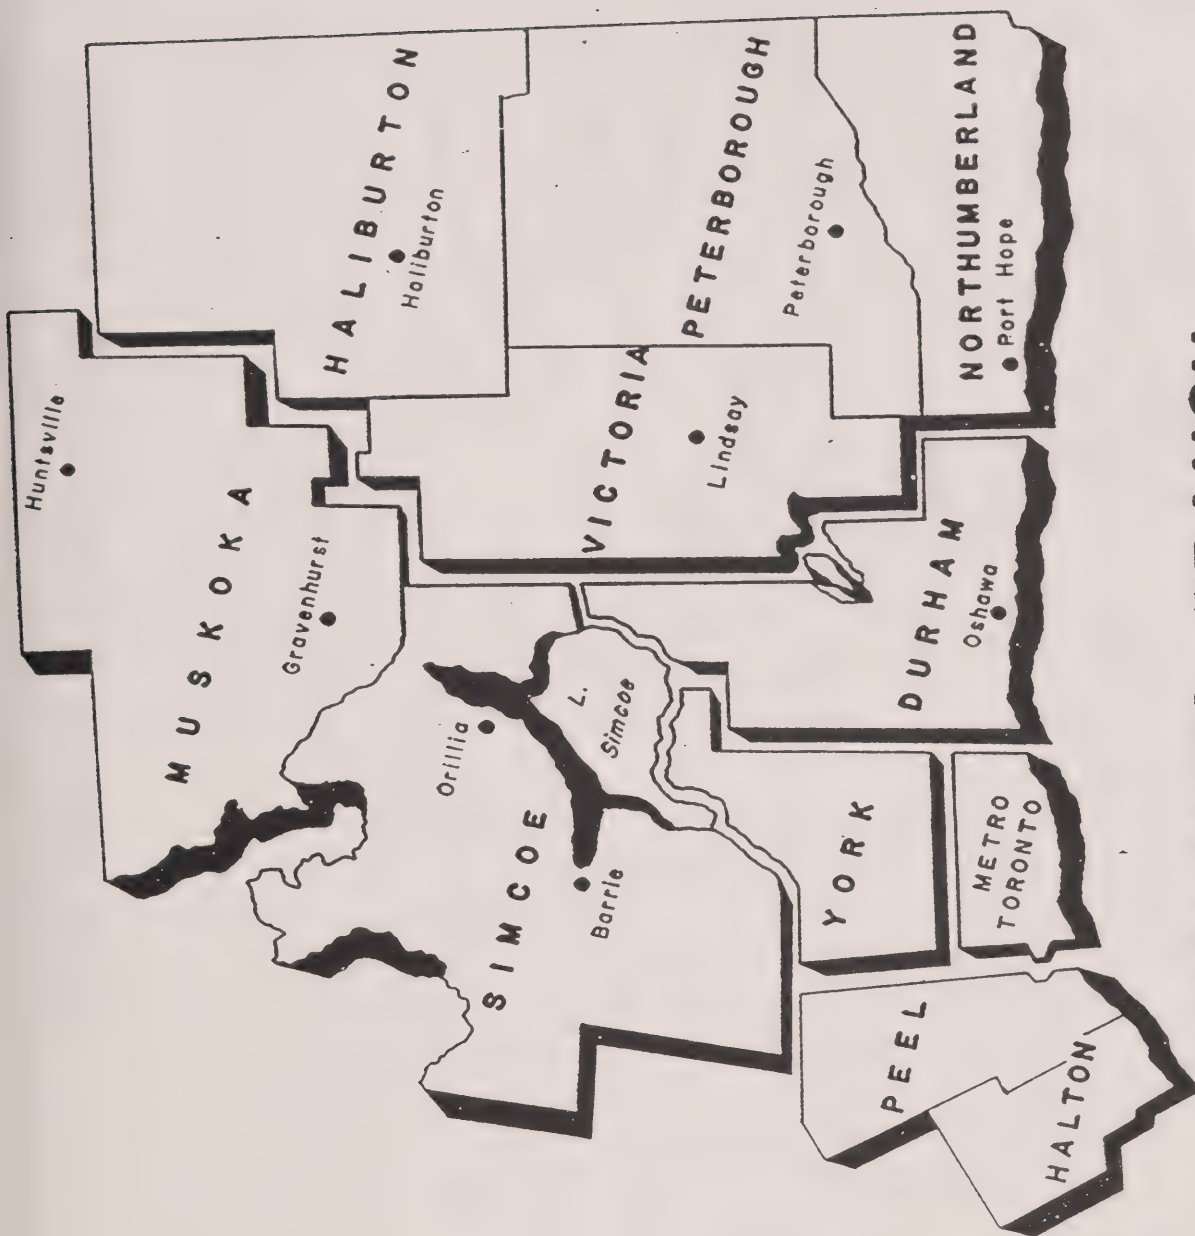 Huntsville
MUSKOKA
Gravenhurst
HALIBURTON
Haliburton
VICTORIA
Lindsay
PETERBOROUGH
Peterborough
NORTHUMBERLAND
Port Hope
SIMCOE
Orillia
Barrie
L.
Simcoe
DURHAM
Oshawa
YORK
METRO
TORONTO
PEEL
HALTON